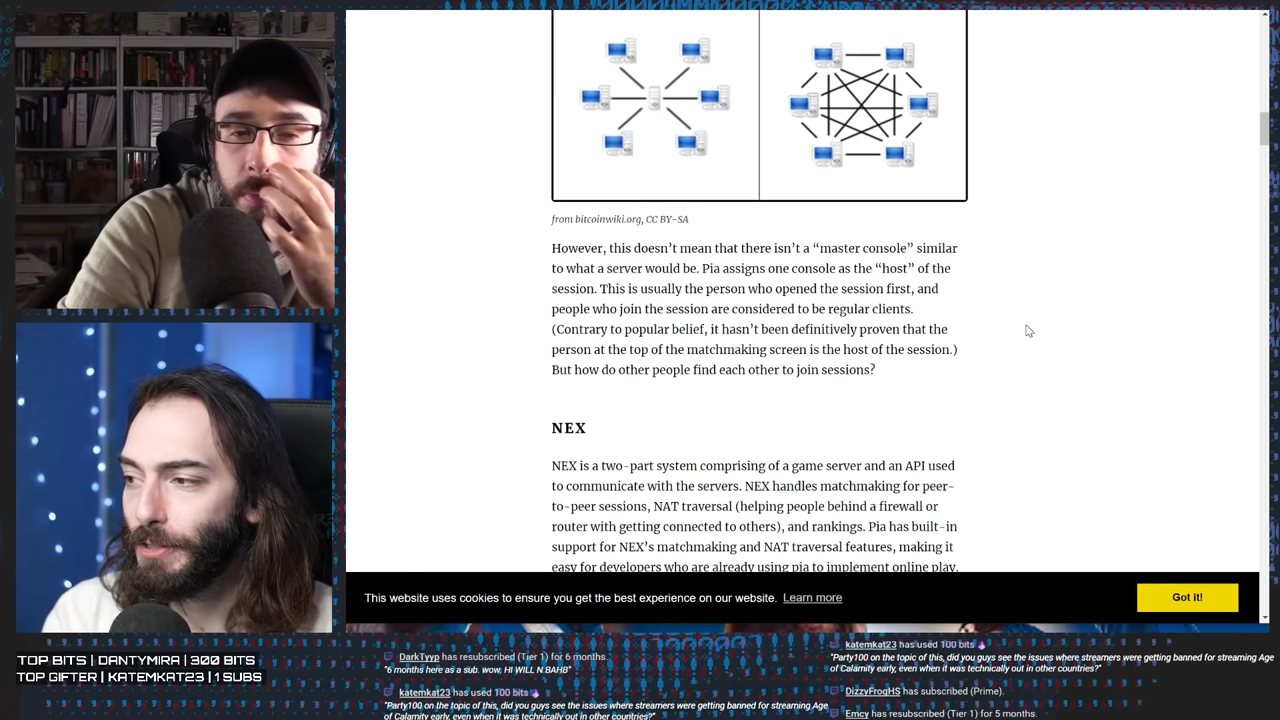 from bitcoinwiki.org, CC BY-SA
However, this doesn't mean that there isn't a “master console” similar
to what a server would be. Pia assigns one console as the “host” of the
session. This is usually the person who opened the session first, and
people who join the session are considered to be regular clients.
(Contrary to popular belief, it hasn't been definitively proven that the
person at the top of the matchmaking screen is the host of the session.)
But how do other people find each other to join sessions?
NEX
NEX is a two-part system comprising of a game server and an API used
to communicate with the servers. NEX handles matchmaking for peer-
to-peer sessions, NAT traversal (helping people behind a firewall or
router with getting connected to others), and rankings. Pia has built-in
support for NEX's matchmaking and NAT traversal features, making it
easy for developers who are already using pia to implement online play.
This website uses cookies to ensure you get the best experience on our website. Learn more
Got it!
TOP BITS | DANTYMIRA | 300 BITS
TOP GIFTER | KATEMKAT23 | 1 SUBS
DarkTyyp has resubscribed (Tier 1) for 6 months.
"6 months here as a sub. wow, HI WILL N BAHB"
katemkat23 has used 100 bits
"Party100 on the topic of this, did you guys see the issues where streamers were getting banned for streaming Age
of Calamity early, even when it was technically out in other countries?"
katemkat23 has used 100 bits
"Party100 on the topic of this, did you guys see the issues where streamers were getting banned for streaming Age
of Calamity early, even when it was technically out in other countries?"
DizzyFrogHS has subscribed (Prime).
Emcy has resubscribed (Tier 1) for 5 months.